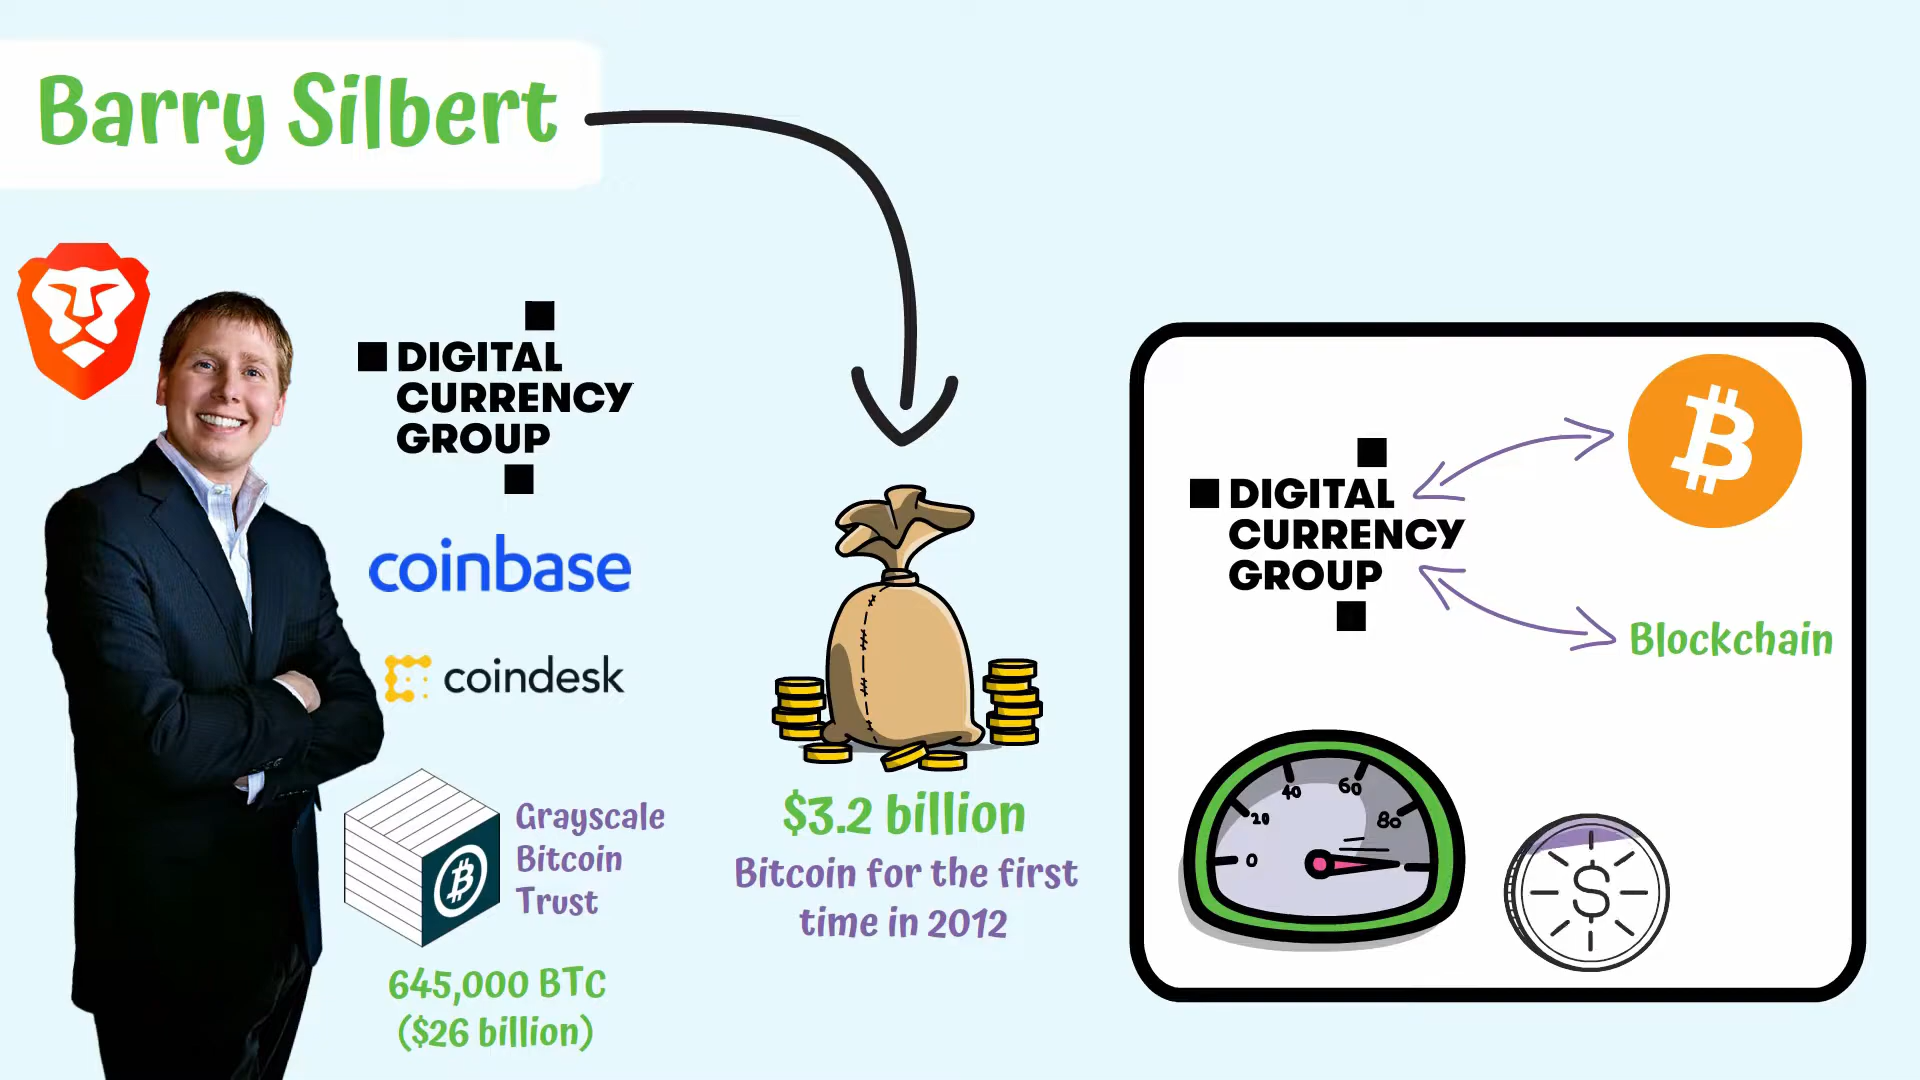 Barry Silbert
DIGITAL
CURRENCY
GROUP
coinbase
coindesk
Grayscale
Bitcoin
Trust
645,000 BTC
($26 billion)
$3.2 billion
Bitcoin for the first
time in 2012
DIGITAL
CURRENCY
GROUP
Blockchain
0
20
40
60
80
$